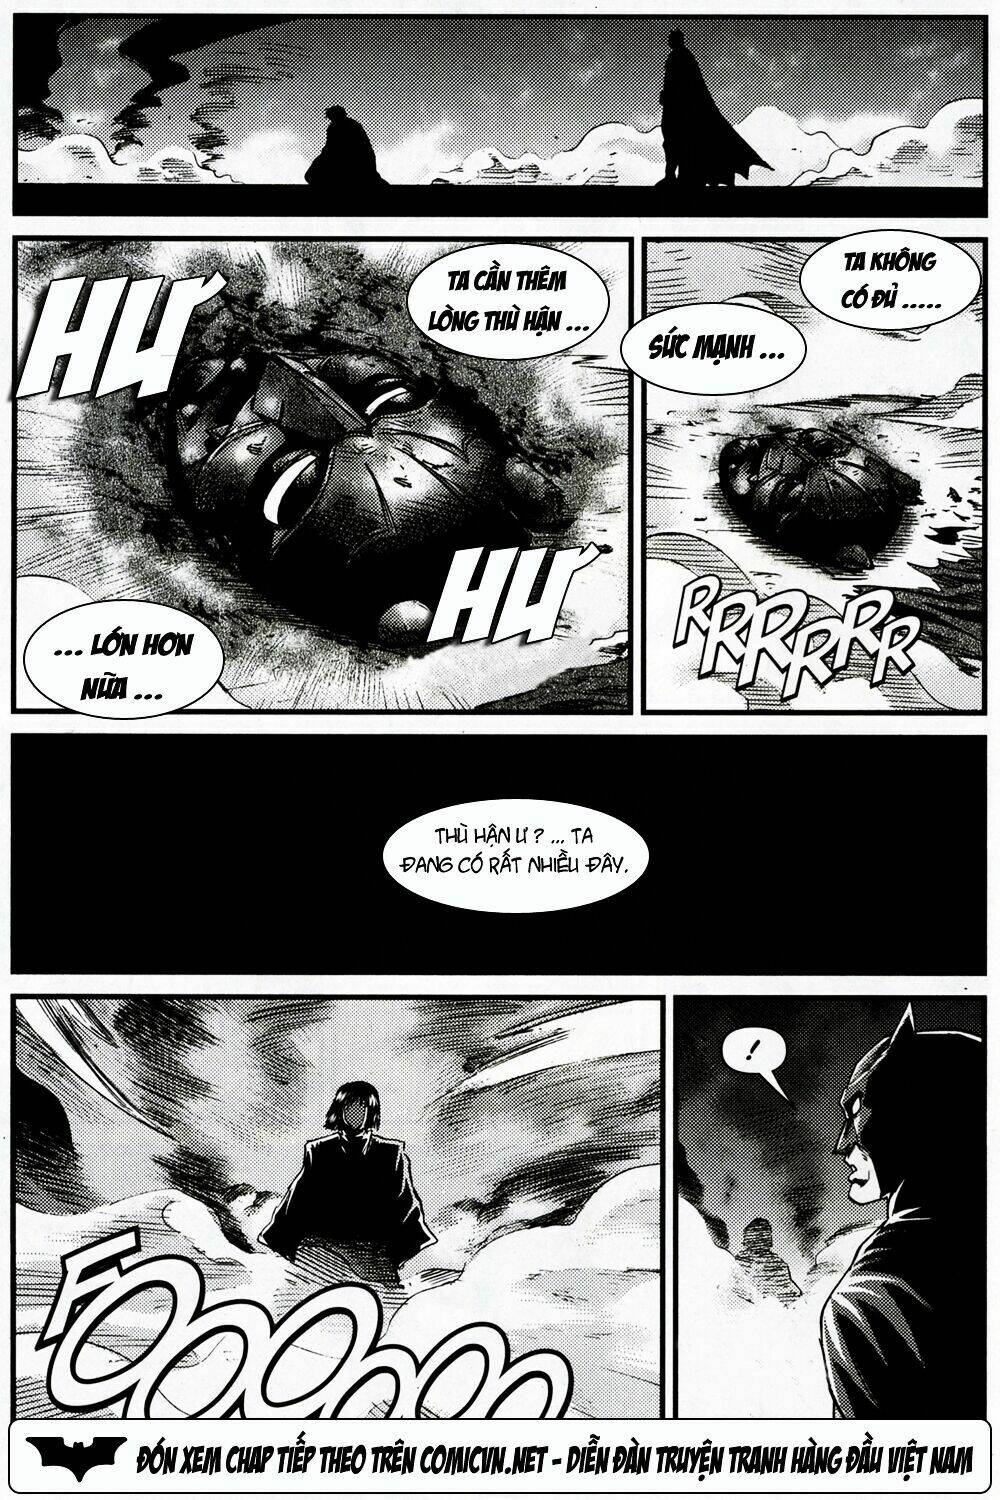 TA KHÔNG
CÓ ĐỦ .....
SỨC MẠNH ...
RRRRRR
TA CẦN THÊM
LÒNG THÙ HẬN ...
HƯ
HƯ
... LỚN HƠN
NỮA ...
THÙ HẬN Ư ? ... TA
ĐANG CÓ RẤT NHIỀU ĐÂY.
!
FOOOOOOO
ĐÓN XEM CHAP TIẾP THEO TRÊN COMICVN.NET - DIỄN ĐÀN TRUYỆN TRANH HÀNG ĐẦU VIỆT NAM